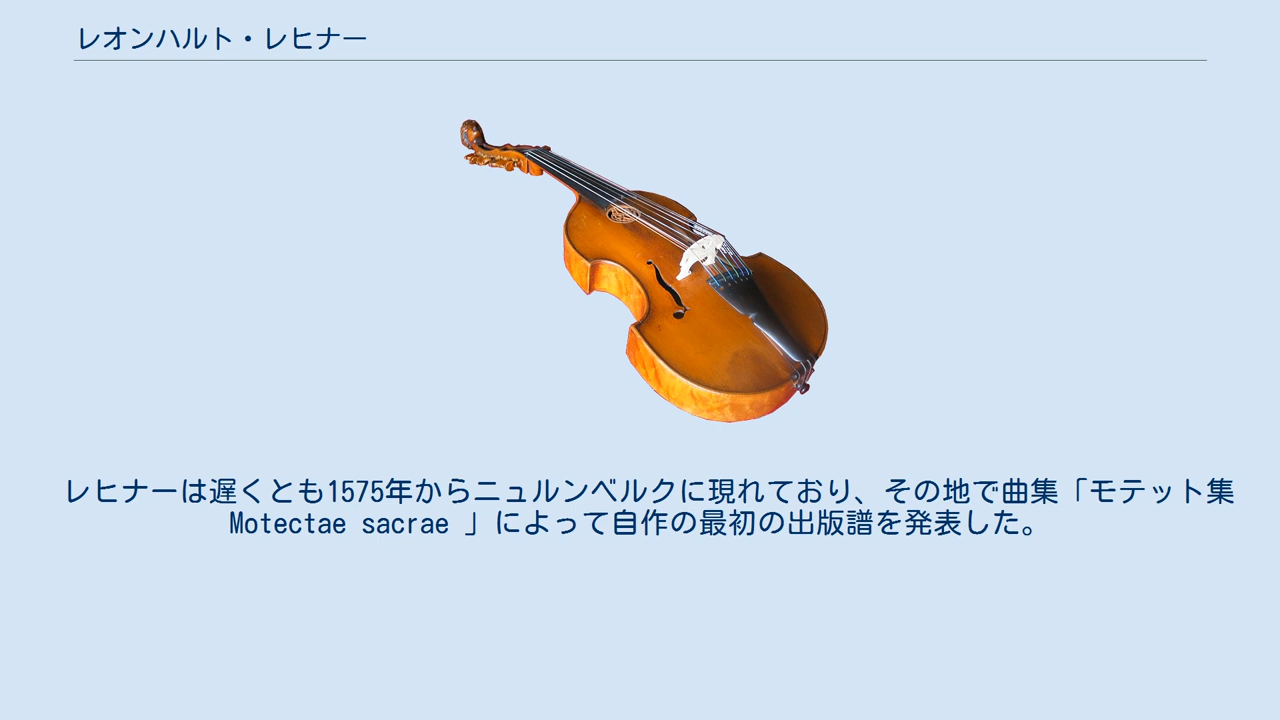 レオンハルト・レヒナー
レヒナーは遅くとも1575年からニュルンベルクに現れており、その地で曲集「モテット集
Motectae sacrae 」によって自作の最初の出版譜を発表した。